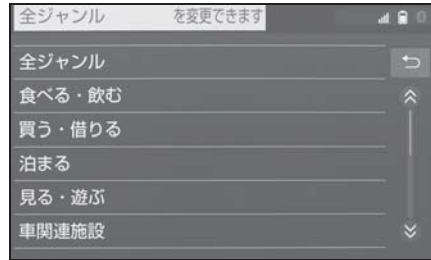 全ジャンル を変更できます
全ジャンル
食べる・飲む
買う・借りる
泊まる
見る・遊ぶ
車関連施設